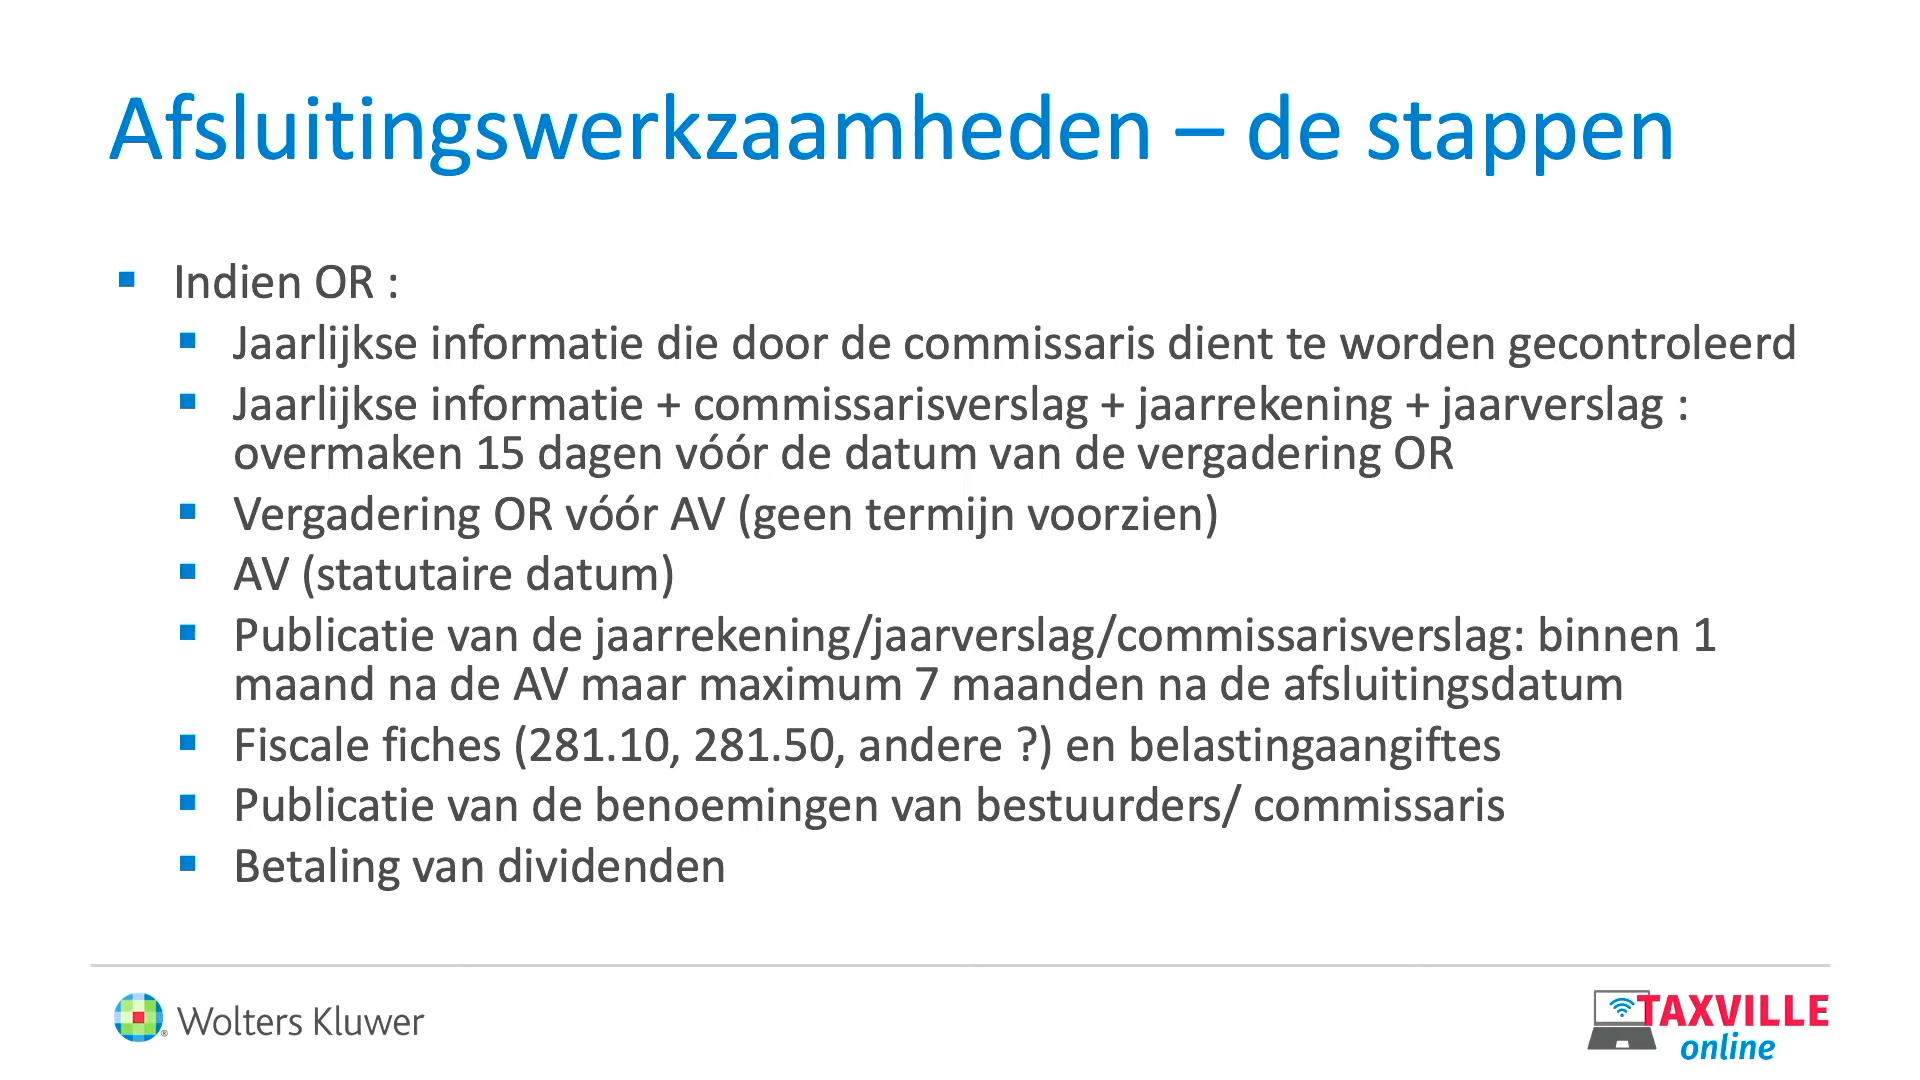 Afsluitingswerkzaamheden – de stappen
▪ Indien OR :
▪ Jaarlijkse informatie die door de commissaris dient te worden gecontroleerd
▪ Jaarlijkse informatie + commissarisverslag + jaarrekening + jaarverslag :
overmaken 15 dagen vóór de datum van de vergadering OR
▪ Vergadering OR vóór AV (geen termijn voorzien)
▪ AV (statutaire datum)
▪ Publicatie van de jaarrekening/jaarverslag/commissarisverslag: binnen 1
maand na de AV maar maximum 7 maanden na de afsluitingsdatum
▪ Fiscale fiches (281.10, 281.50, andere ?) en belastingaangiftes
▪ Publicatie van de benoemingen van bestuurders/ commissaris
▪ Betaling van dividenden
® Wolters Kluwer
TAXVILLE
online